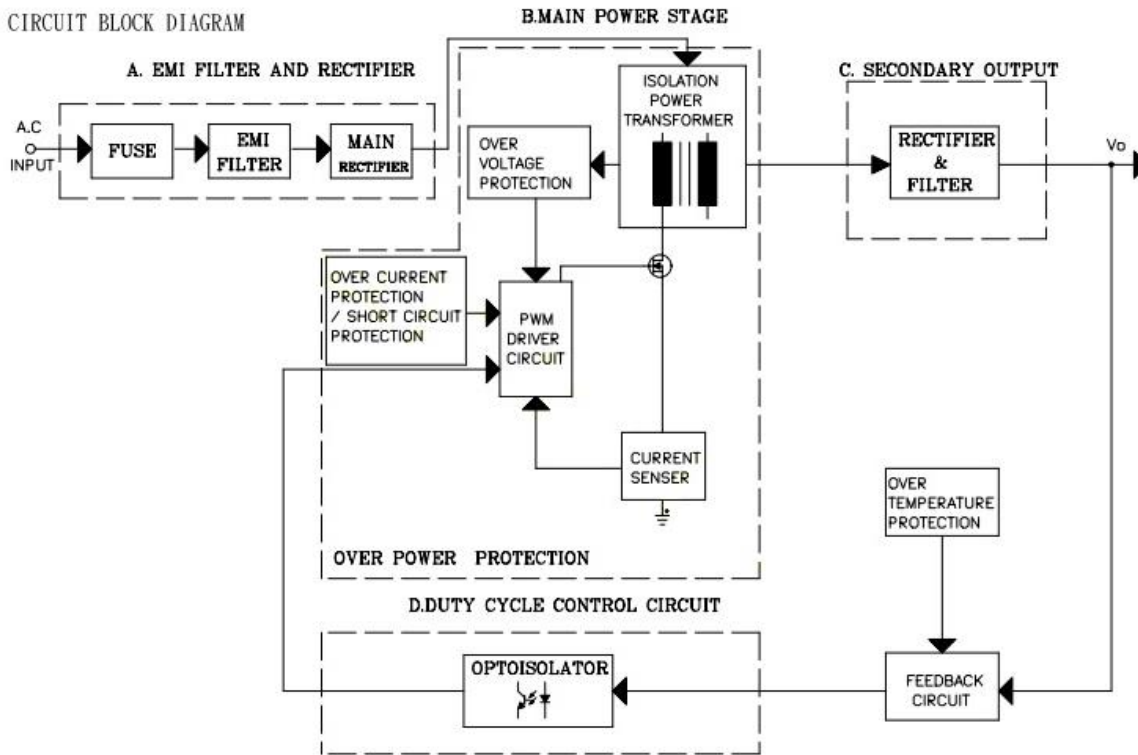 CIRCUIT BLOCK DIAGRAM
B.MAIN POWER STAGE
A. EMI FILTER AND RECTIFIER
C. SECONDARY OUTPUT
A.C
INPUT
FUSE
EMI
FILTER
MAIN
RECTIFIER
OVER
VOLTAGE
PROTECTION
ISOLATION
POWER
TRANSFORMER
RECTIFIER
&
FILTER
Vo
OVER CURRENT
PROTECTION
/ SHORT CIRCUIT
PROTECTION
PWM
DRIVER
CIRCUIT
CURRENT
SENSER
OVER
TEMPERATURE
PROTECTION
OVER POWER PROTECTION
D.DUTY CYCLE CONTROL CIRCUIT
OPTOISOLATOR
FEEDBACK
CIRCUIT